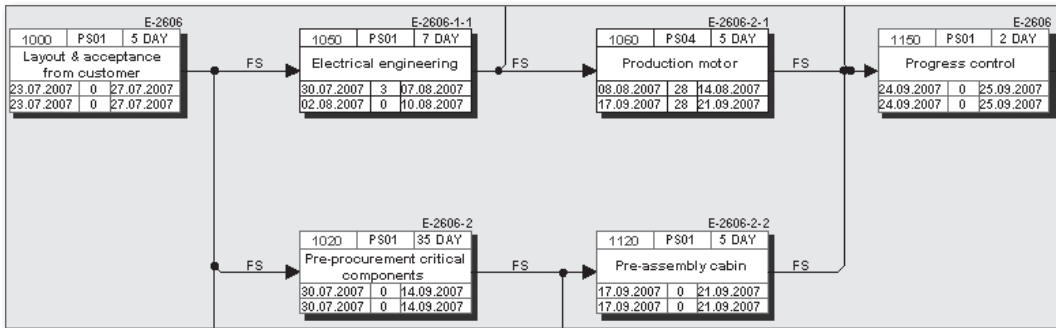 E-2606
1000 PS01 5 DAY
Layout & acceptance
from customer
23.07.2007 0 27.07.2007
23.07.2007 0 27.07.2007
FS
E-2606-1-1
1050 PS01 7 DAY
Electrical engineering
30.07.2007 3 07.08.2007
02.08.2007 0 10.08.2007
FS
E-2606-2-1
1060 PS04 5 DAY
Production motor
08.08.2007 28 14.08.2007
17.09.2007 28 21.09.2007
FS
E-2606
1150 PS01 2 DAY
Progress control
24.09.2007 0 25.09.2007
24.09.2007 0 25.09.2007
FS
E-2606-2
1020 PS01 35 DAY
Pre-procurement critical
components
30.07.2007 0 14.09.2007
30.07.2007 0 14.09.2007
FS
E-2606-2-2
1120 PS01 5 DAY
Pre-assembly cabin
17.09.2007 0 21.09.2007
17.09.2007 0 21.09.2007
FS